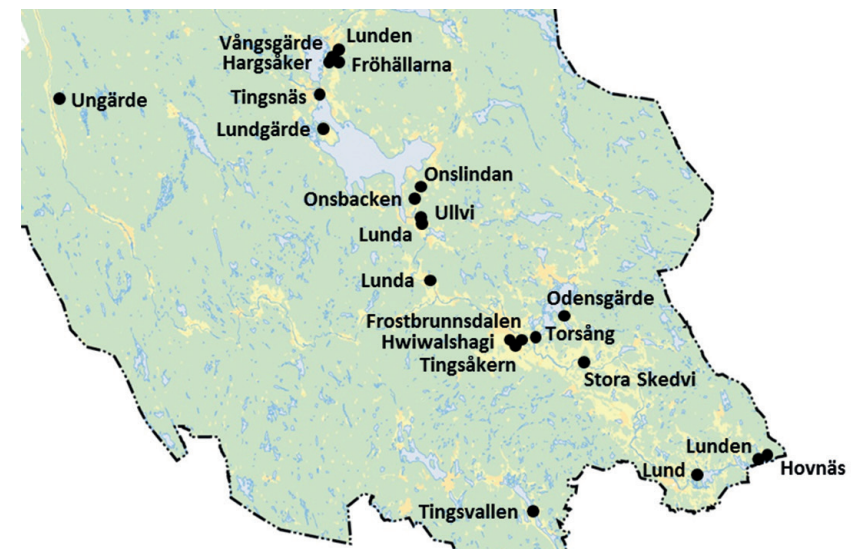 Lunden
Vångsgärde
Hargsåker
Fröhällarna
Ungärde
Tingsnäs
Lundgärde
Onslindan
Onsbacken
Ullvi
Lunda
Lunda
Odensgärde
Frostbrunnsdalen
Torsång
Hwiwalshagi
Tingsåkern
Stora Skedvi
Lunden
Hovnäs
Lund
Tingsvallen